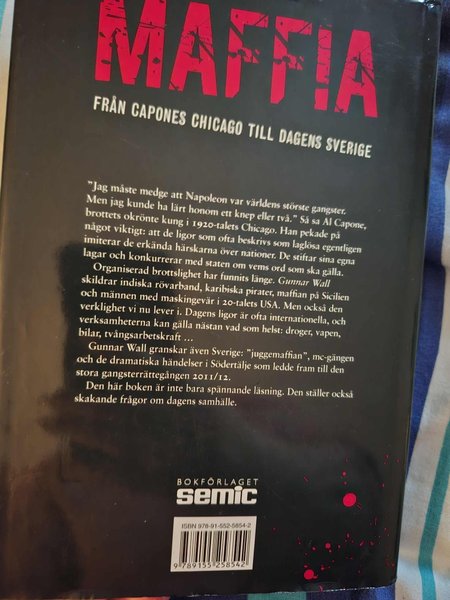 MAFFIA
FRÅN CAPONES CHICAGO TILL DAGENS SVERIGE
"Jag måste medge att Napoleon var världens störste gangster.
Men jag kunde ha lärt honom ett knep eller två." Så sa Al Capone,
brottets okrönte kung i 1920-talets Chicago. Han pekade på
något viktigt: att de ligor som ofta beskrivs som laglösa egentligen
imiterar de erkända härskarna över nationer. De stiftar sina egna
lagar och konkurrerar med staten om vems ord som ska gälla.
Organiserad brottslighet har funnits länge. Gunnar Wall
skildrar indiska rövarband, karibiska pirater, maffian på Sicilien
och männen med maskingevär i 20-talets USA. Men också den
verklighet vi nu lever i. Dagens ligor är ofta internationella, och
verksamheterna kan gälla nästan vad som helst: droger, vapen,
bilar, tvångsarbetskraft ...
Gunnar Wall granskar även Sverige: "juggemaffian", mc-gängen
och de dramatiska händelser i Södertälje som ledde fram till den
stora gangsterrättegången 2011/12.
Den här boken är inte bara spännande läsning. Den ställer också
skakande frågor om dagens samhälle.
BOKFÖRLAGET
semic
ISBN 978-91-552-5854-2
9 789155 258542